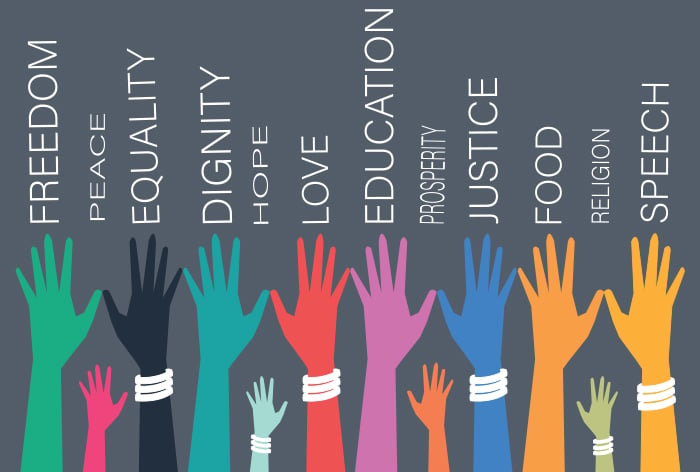 FREEDOM
PEACE
EQUALITY
DIGNITY
HOPE
LOVE
EDUCATION
PROSPERITY
JUSTICE
FOOD
RELIGION
SPEECH